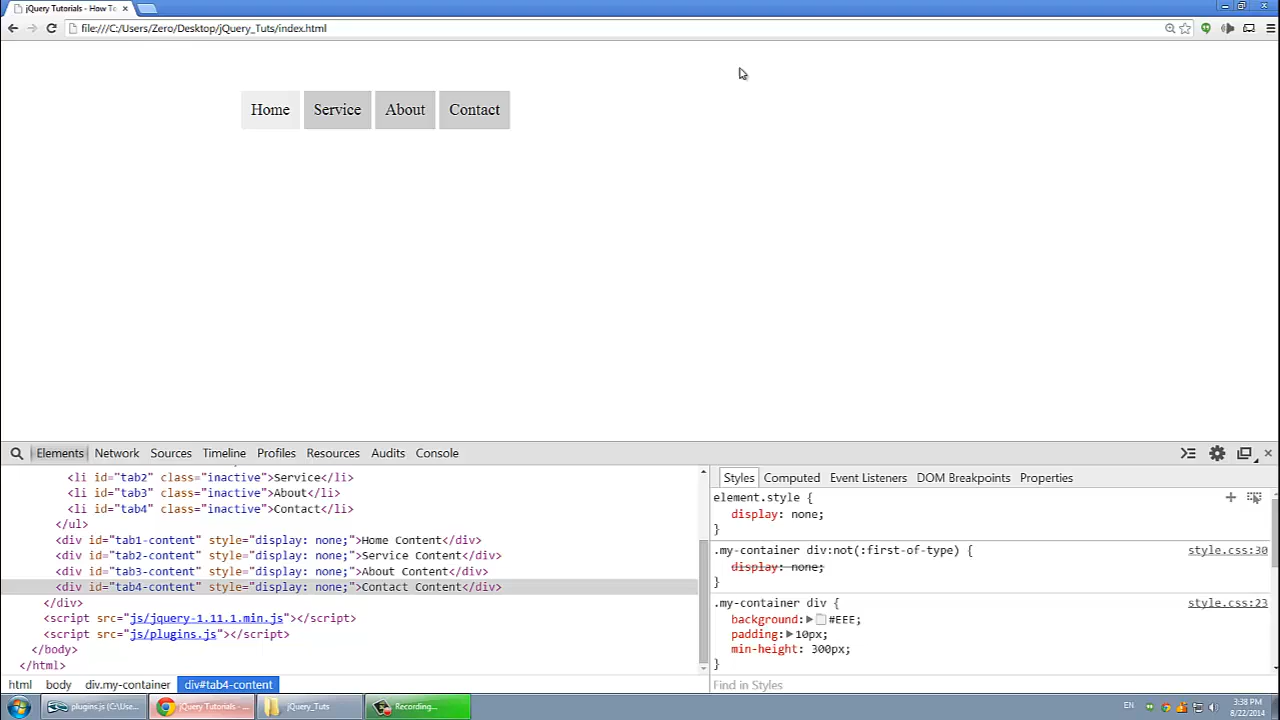 jQuery Tutorials - How To
file:///C:/Users/Zero/Desktop/jQuery_Tuts/index.html
Home Service About Contact
Elements Network Sources Timeline Profiles Resources Audits Console
<li id="tab2" class="inactive">Service</li>
<li id="tab3" class="inactive">About</li>
<li id="tab4" class="inactive">Contact</li>
</ul>
<div id="tab1-content" style="display: none;">Home Content</div>
<div id="tab2-content" style="display: none;">Service Content</div>
<div id="tab3-content" style="display: none;">About Content</div>
<div id="tab4-content" style="display: none;">Contact Content</div>
</div>
<script src="js/jquery-1.11.1.min.js"></script>
<script src="js/plugins.js"></script>
</body>
</html>
html body div.my-container div#tab4-content
Styles Computed Event Listeners DOM Breakpoints Properties
element.style {
display: none;
}
.my-container div:not(:first-of-type) { style.css:30
display: none;
}
.my-container div { style.css:23
background: #EEE;
padding: 10px;
min-height: 300px;
}
Find in Styles
plugins.js (C:\Use... jQuery Tutorials - ... jQuery_Tuts Recording...
EN
3:38 PM
8/22/2014